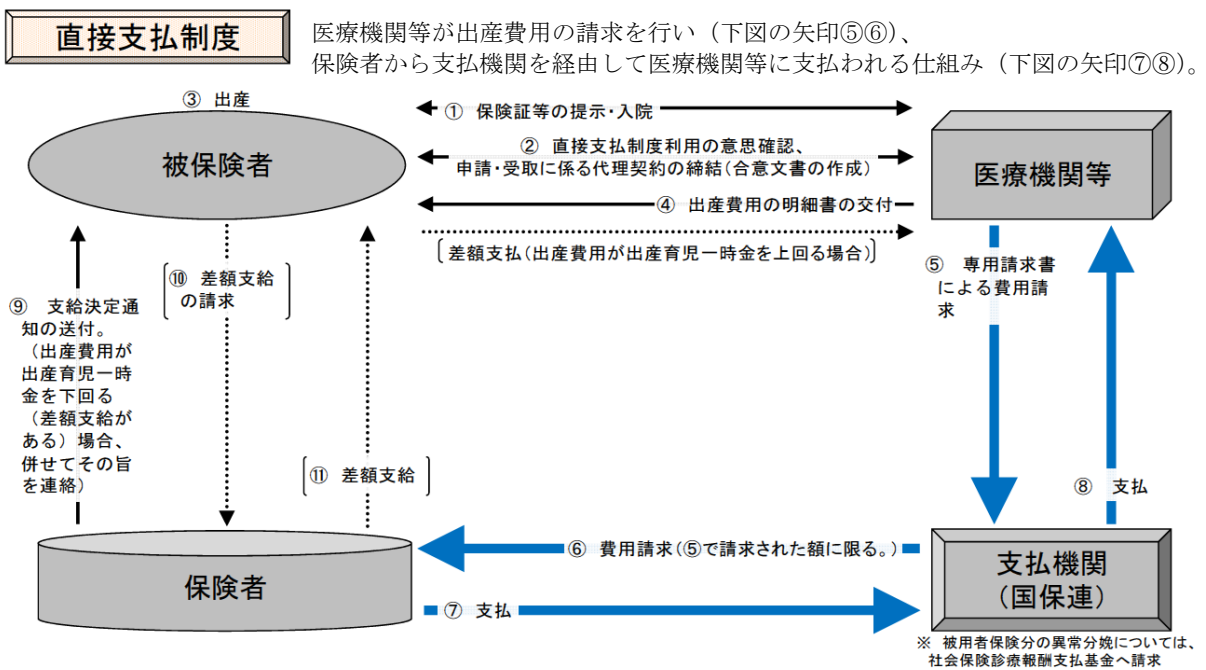 直接支払制度
医療機関等が出産費用の請求を行い（下図の矢印⑤⑥）、
保険者から支払機関を経由して医療機関等に支払われる仕組み（下図の矢印⑦⑧）。
③ 出産
被保険者
① 保険証等の提示・入院
② 直接支払制度利用の意思確認、
申請・受取に係る代理契約の締結（合意文書の作成）
④ 出産費用の明細書の交付
〔差額支払（出産費用が出産育児一時金を上回る場合）〕
医療機関等
⑨ 支給決定通
知の送付。
（出産費用が
出産育児一時
金を下回る
（差額支給が
ある）場合、
併せてその旨
を連絡）
⑩ 差額支給
の請求
⑪ 差額支給
⑤ 専用請求書
による費用請
求
⑧ 支払
保険者
⑥ 費用請求（⑤で請求された額に限る。）
⑦ 支払
支払機関
（国保連）
※ 被用者保険分の異常分娩については、
社会保険診療報酬支払基金へ請求